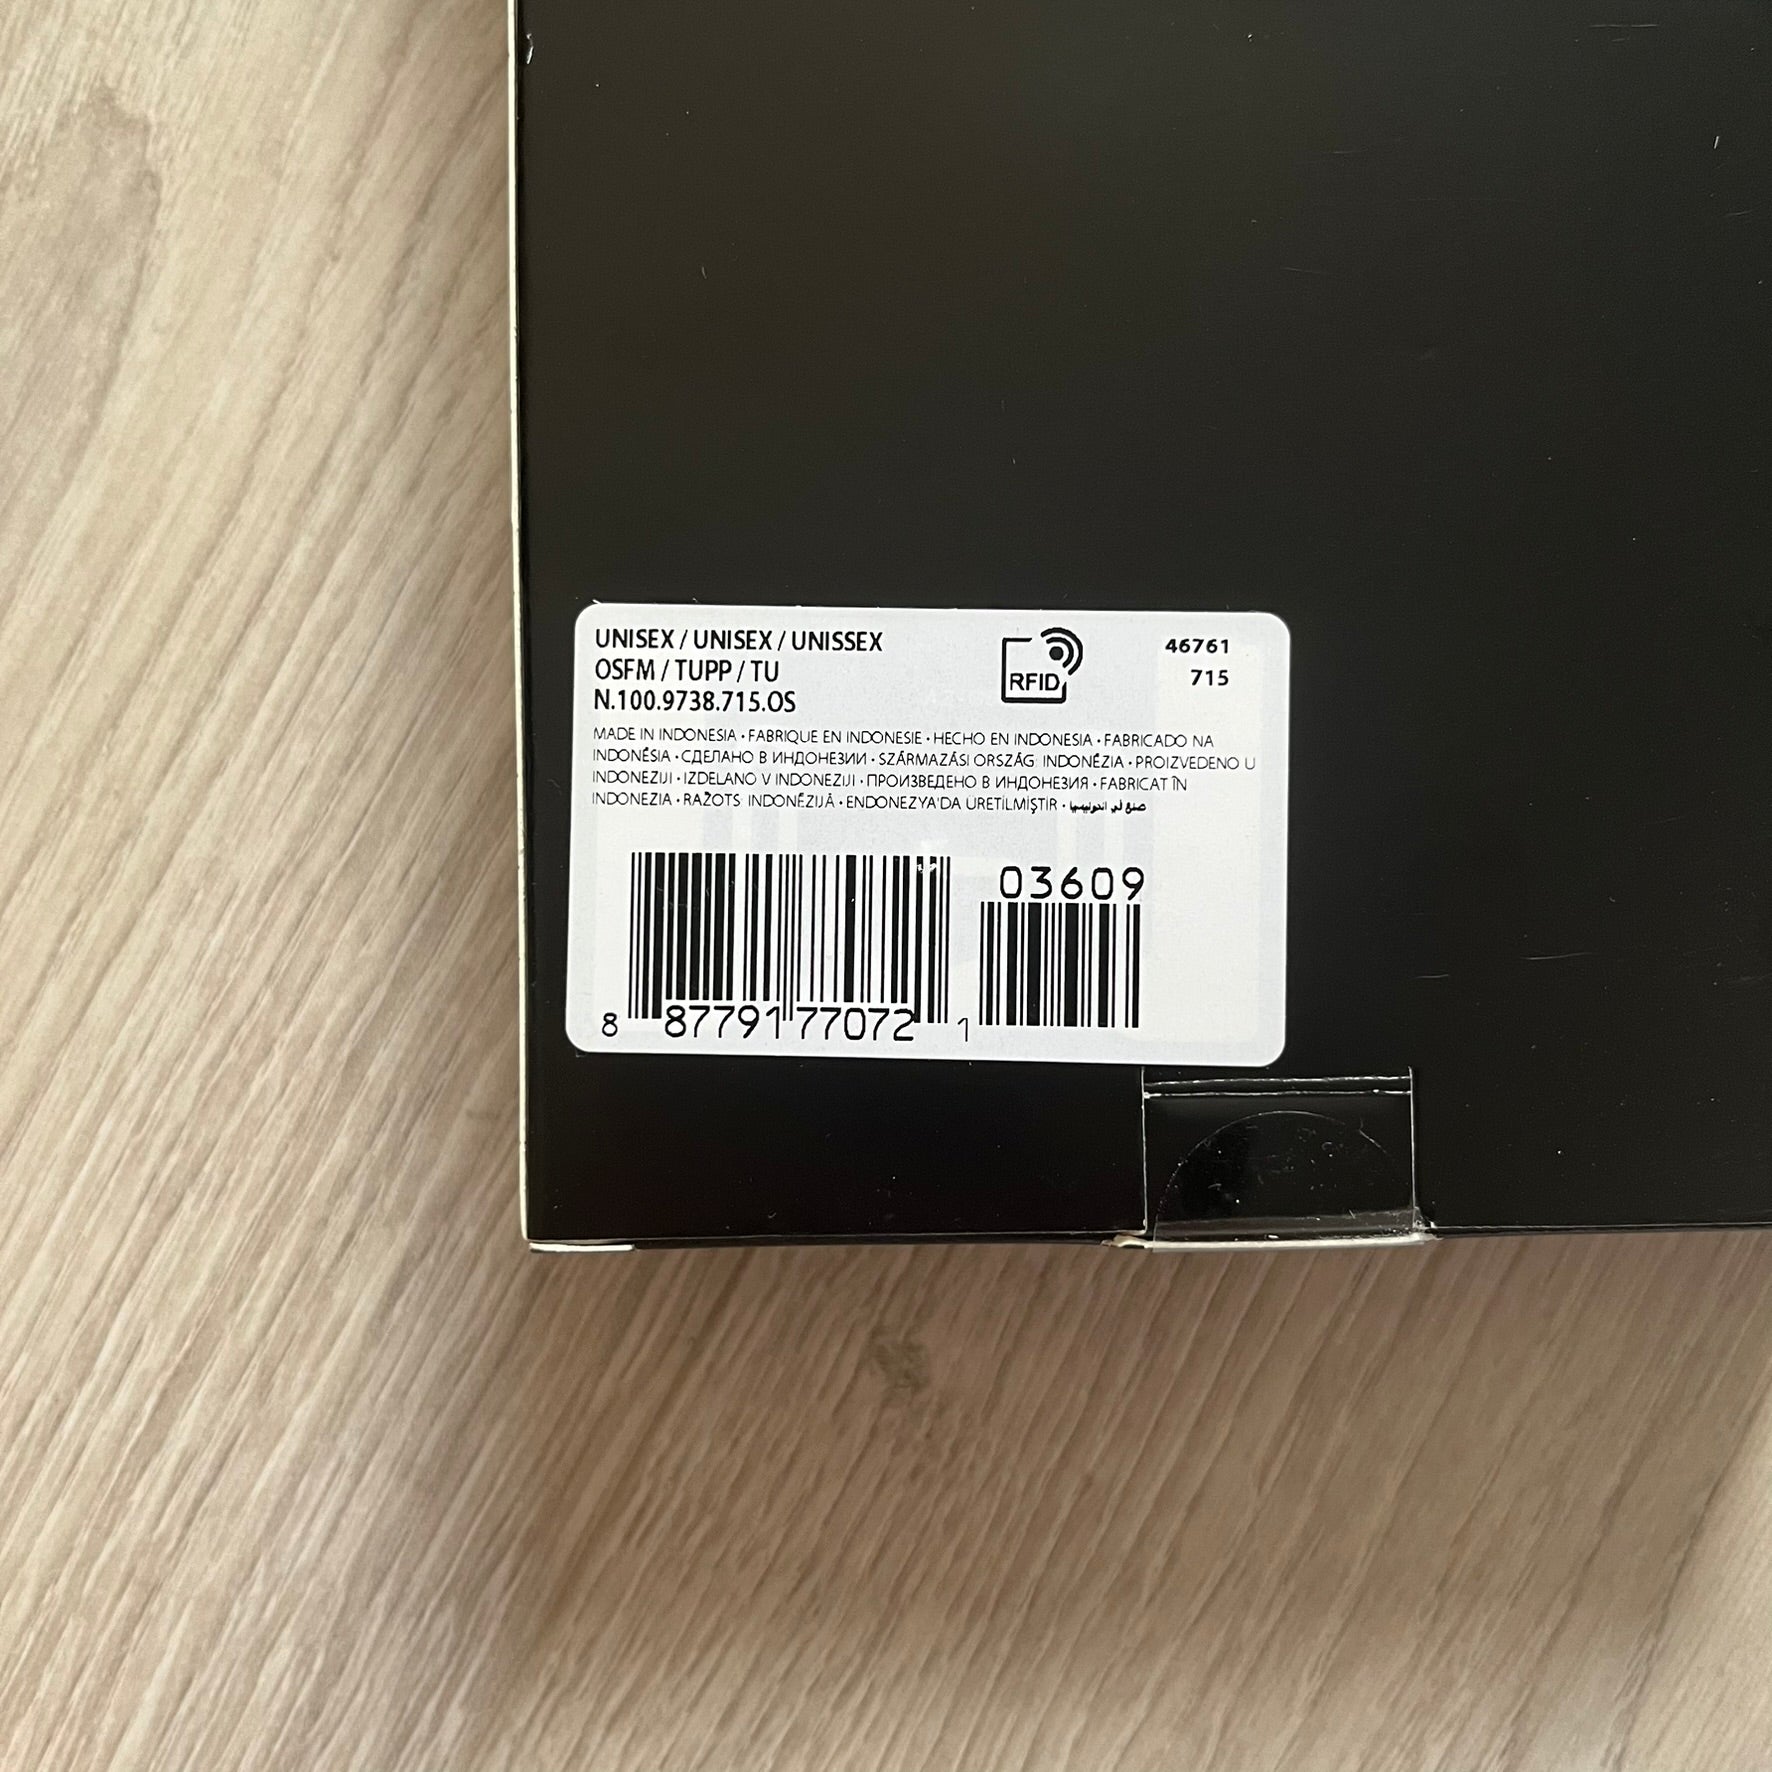 UNISEX / UNISEX / UNISSEX
OSFM / TUPP / TU
N.100.9738.715.OS
RFID
46761
715
MADE IN INDONESIA • FABRIQUE EN INDONESIE • HECHO EN INDONESIA • FABRICADO NA
INDONÉSIA • СДЕЛАНО В ИНДОНЕЗИИ • SZÁRMAZÁSI ORSZÁG: INDONÉZIA • PROIZVEDENO U
INDONEZIJI • IZDELANO V INDONEZIJI • ПРОИЗВЕДЕНО В ИНДОНЕЗИЯ • FABRICAT ÎN
INDONEZIA • RAŽOTS: INDONĒZIJĀ • ENDONEZYA'DA ÜRETİLMİŞTİR • صنع في اندونيسيا
03609
8 87791 77072 1